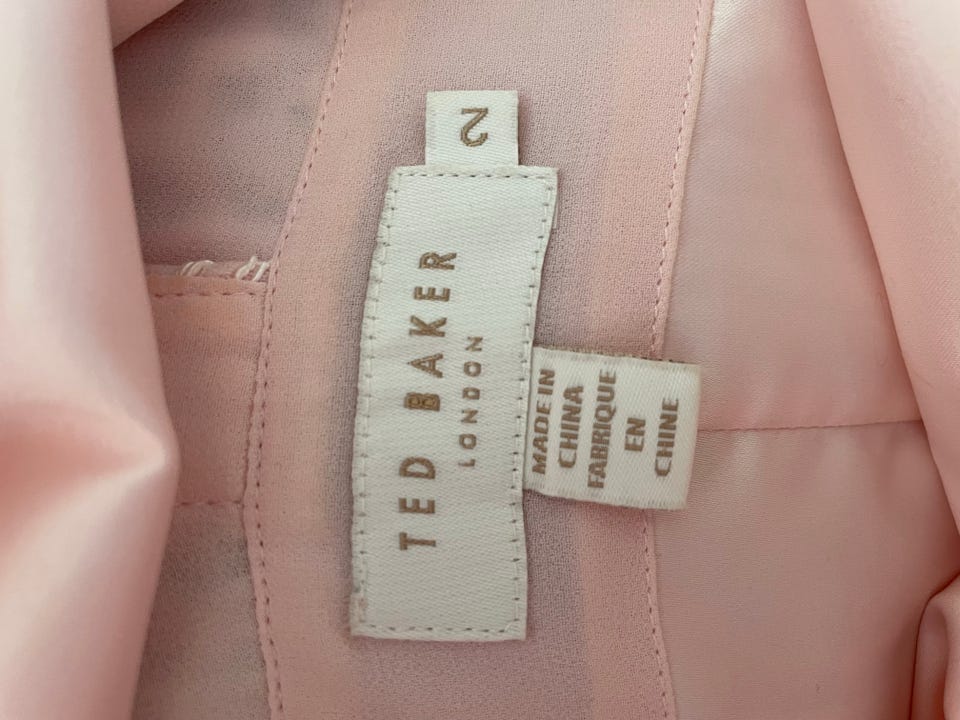 TED BAKER
LONDON
2
MADE IN
CHINA
FABRIQUE
EN
CHINE